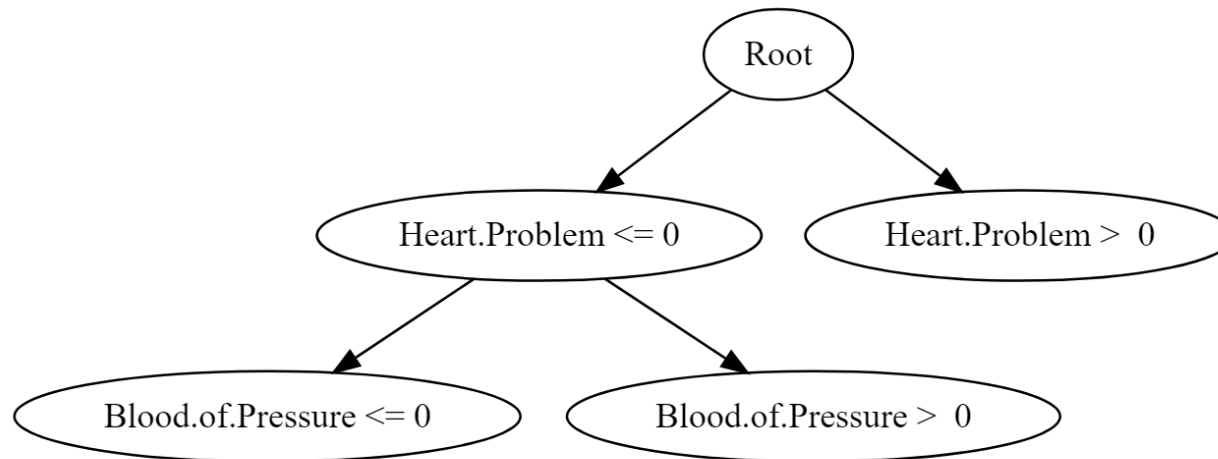 Root
Heart.Problem <= 0
Heart.Problem >  0
Blood.of.Pressure <= 0
Blood.of.Pressure >  0